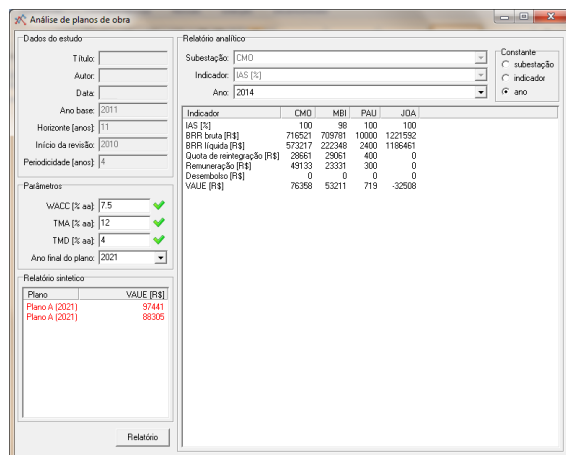 Análise de planos de obra
Dados do estudo
Título:
Autor:
Data:
Ano base: 2011
Horizonte [anos]: 11
Início da revisão: 2010
Periodicidade [anos]: 4
Parâmetros
WACC [% aa]: 7.5
TMA [% aa]: 12
TMD [% aa]: 4
Ano final do plano: 2021
Relatório sintetico
Plano VAUE [R$]
Plano A (2021) 97441
Plano A (2021) 88305
Relatório
Relatório analítico
Subestação: CMO
Indicador: IAS [%]
Ano: 2014
Constante
subestação
indicador
ano
Indicador CMO MBI PAU JOA
IAS [%] 100 98 100 100
BRR bruta [R$] 716521 709781 10000 1221592
BRR líquida [R$] 573217 222348 2400 1186461
Quota de reintegração [R$] 28661 29061 400 0
Remuneração [R$] 49133 23331 300 0
Desembolso [R$] 0 0 0 0
VAUE [R$] 76358 53211 719 -32508